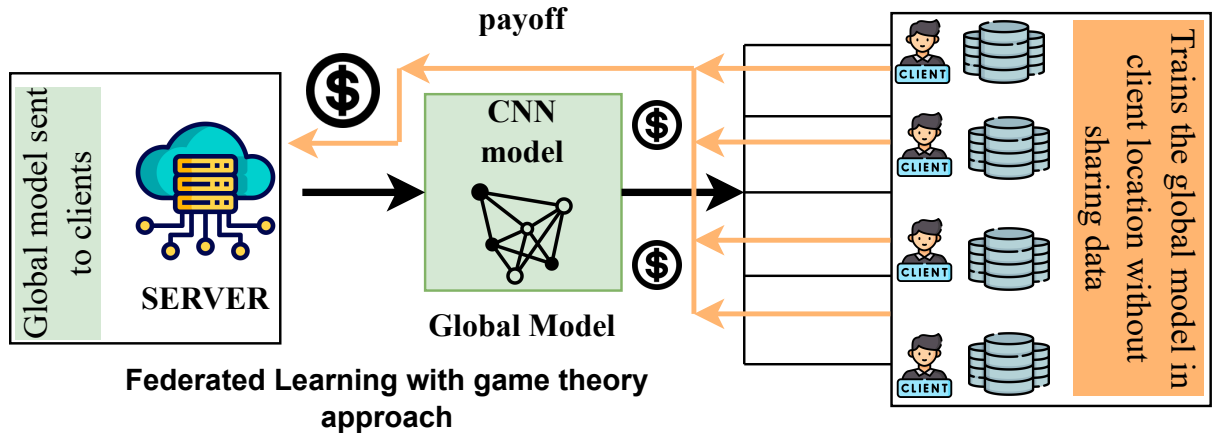 payoff
Global model sent
to clients
SERVER
CNN
model
Global Model
CLIENT
CLIENT
CLIENT
CLIENT
Trains the global model in
client location without
sharing data
Federated Learning with game theory
approach